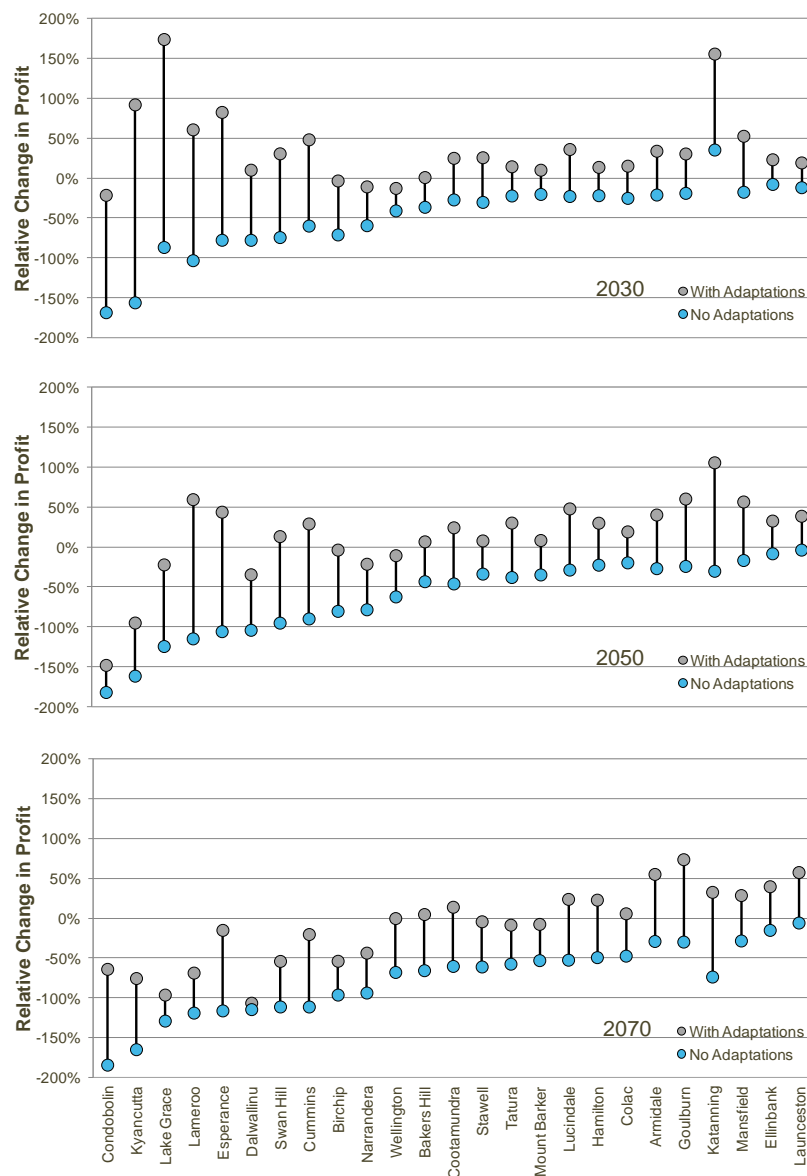 200%
150%
100%
50%
0%
-50%
-100%
-150%
-200%
Relative Change in Profit
2030
With Adaptations
No Adaptations
200%
150%
100%
50%
0%
-50%
-100%
-150%
-200%
Relative Change in Profit
2050
With Adaptations
No Adaptations
200%
150%
100%
50%
0%
-50%
-100%
-150%
-200%
Relative Change in Profit
2070
With Adaptations
No Adaptations
Condobolin
Kyancutta
Lake Grace
Lameroo
Esperance
Dalwallinu
Swan Hill
Cummins
Birchip
Narrandera
Wellington
Bakers Hill
Cootamundra
Stawell
Tatura
Mount Barker
Lucindale
Hamilton
Colac
Armidale
Goulburn
Katanning
Mansfield
Ellinbank
Launceston